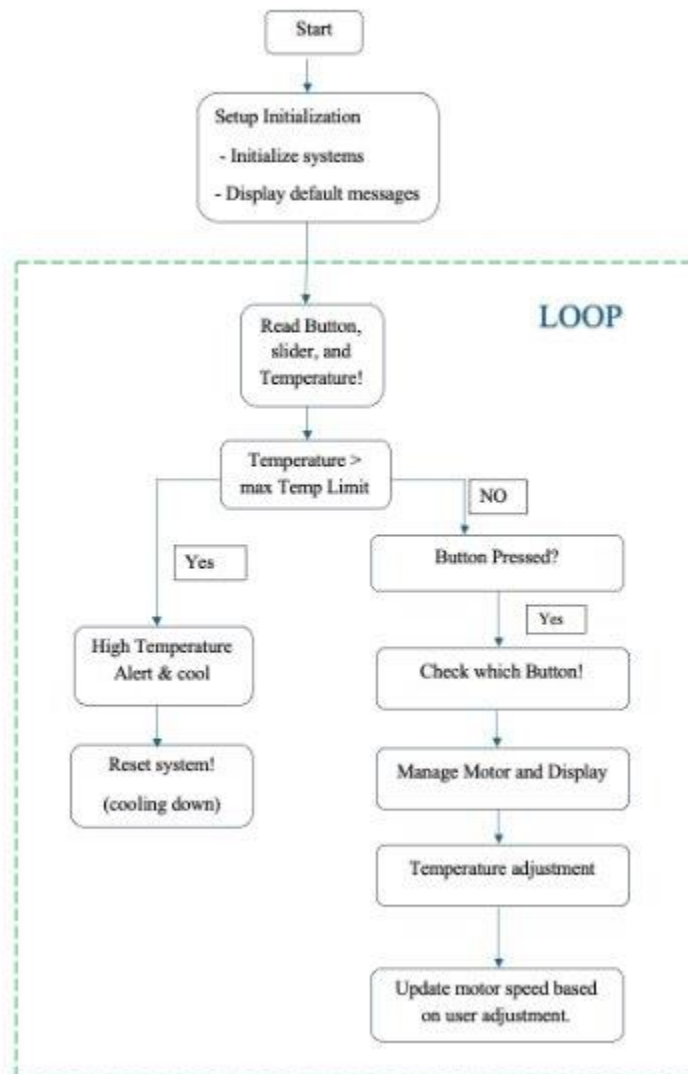 Start
Setup Initialization
- Initialize systems
- Display default messages
LOOP
Read Button,
slider, and
Temperature!
Temperature >
max Temp Limit
NO
Yes
Button Pressed?
Yes
High Temperature
Alert & cool
Check which Button!
Reset system!
(cooling down)
Manage Motor and Display
Temperature adjustment
Update motor speed based
on user adjustment.